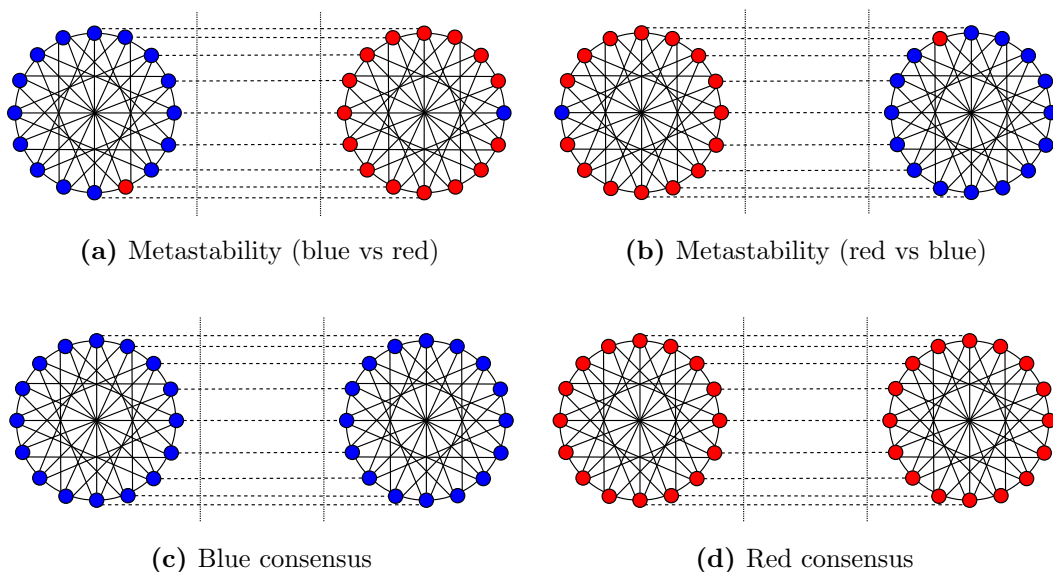 (a) Metastability (blue vs red)
(b) Metastability (red vs blue)
(c) Blue consensus
(d) Red consensus